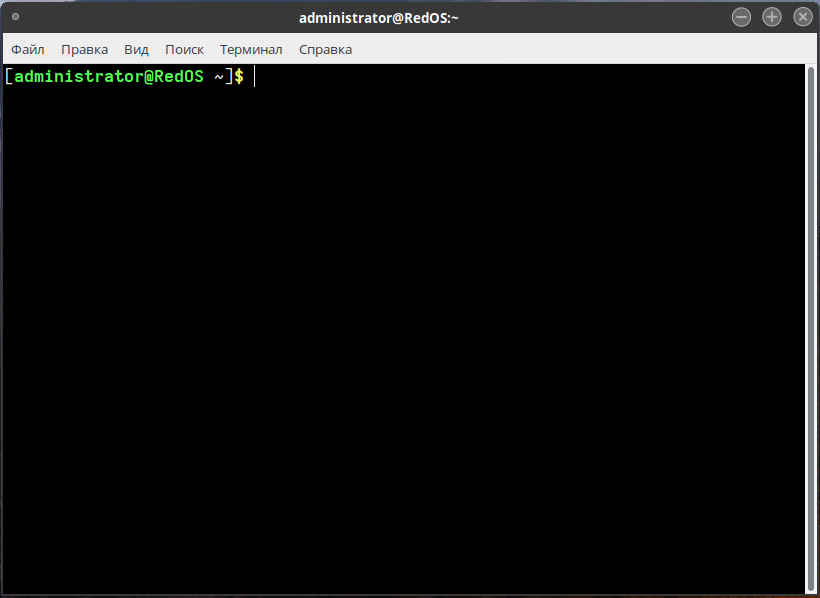 administrator@RedOS:~
Файл Правка Вид Поиск Терминал Справка
[administrator@RedOS ~]$